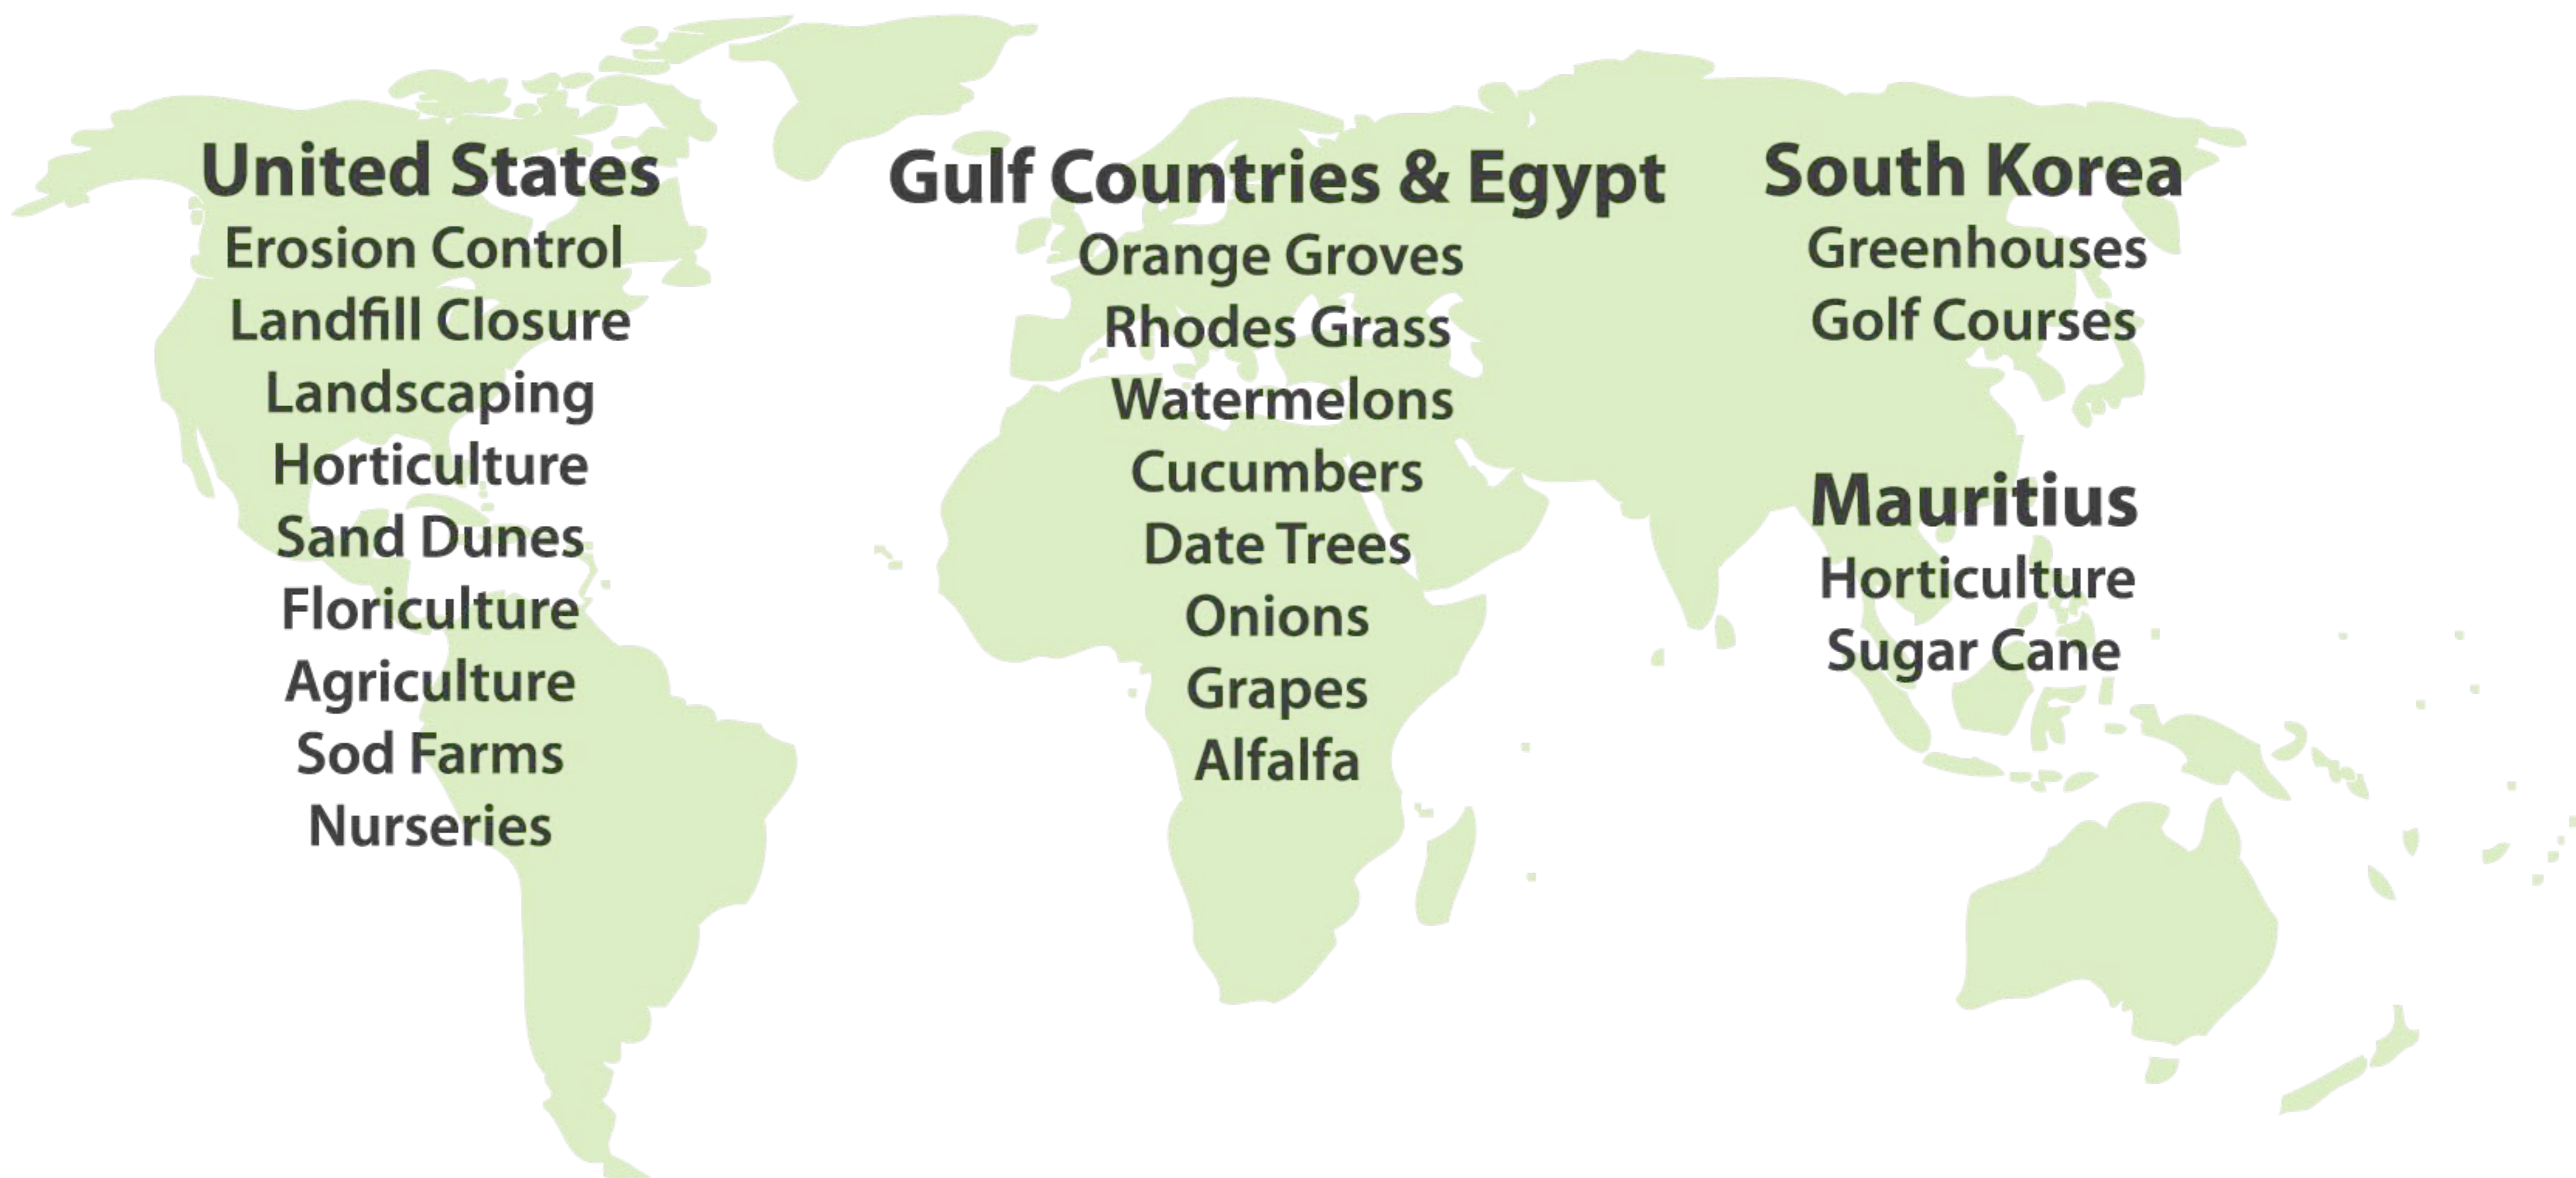 United States
Erosion Control
Landfill Closure
Landscaping
Horticulture
Sand Dunes
Floriculture
Agriculture
Sod Farms
Nurseries
Gulf Countries & Egypt
Orange Groves
Rhodes Grass
Watermelons
Cucumbers
Date Trees
Onions
Grapes
Alfalfa
South Korea
Greenhouses
Golf Courses
Mauritius
Horticulture
Sugar Cane